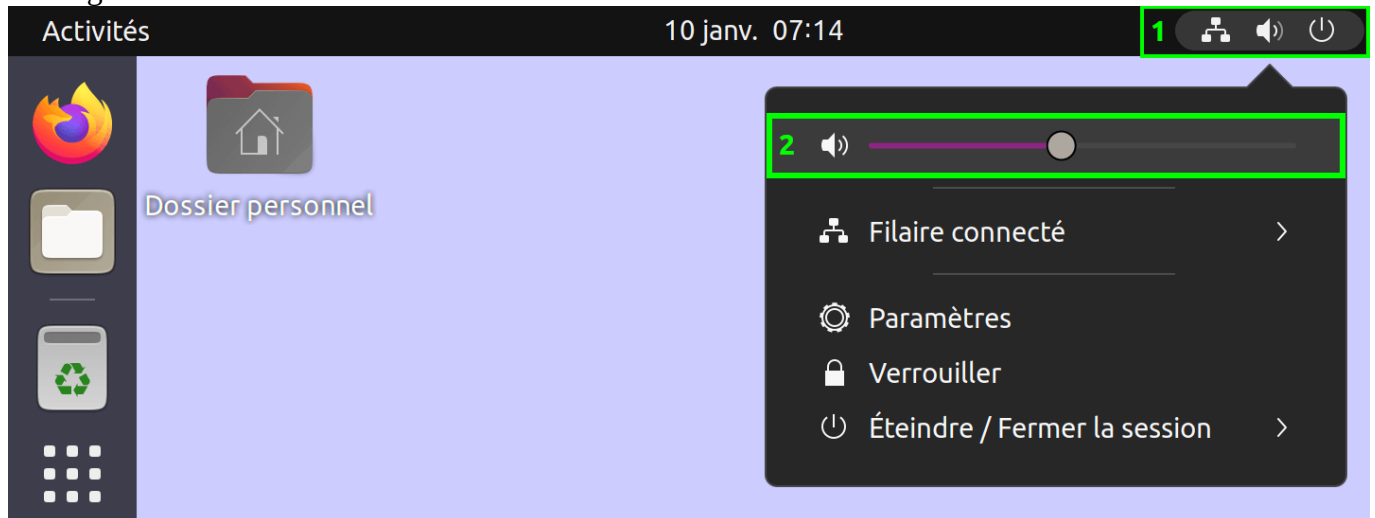 Activités
10 janv. 07:14
1
2
Dossier personnel
Filaire connecté
Paramètres
Verrouiller
Éteindre / Fermer la session